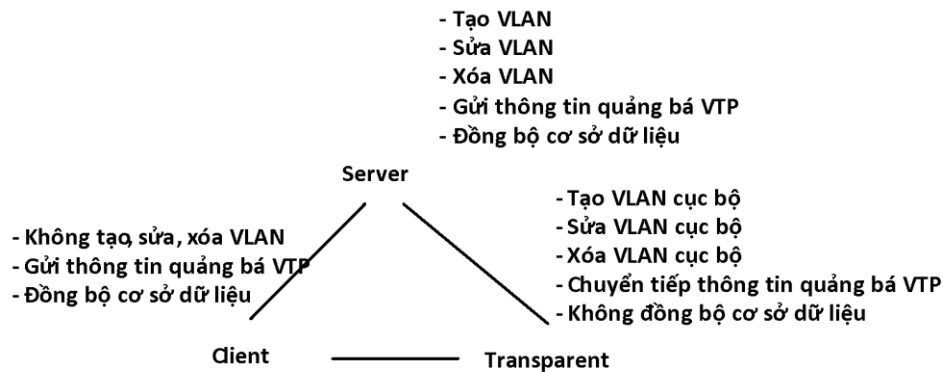 - Tạo VLAN
- Sửa VLAN
- Xóa VLAN
- Gửi thông tin quảng bá VTP
- Đồng bộ cơ sở dữ liệu
Server
- Tạo VLAN cục bộ
- Sửa VLAN cục bộ
- Xóa VLAN cục bộ
- Chuyển tiếp thông tin quảng bá VTP
- Không đồng bộ cơ sở dữ liệu
- Không tạo, sửa, xóa VLAN
- Gửi thông tin quảng bá VTP
- Đồng bộ cơ sở dữ liệu
Client
Transparent